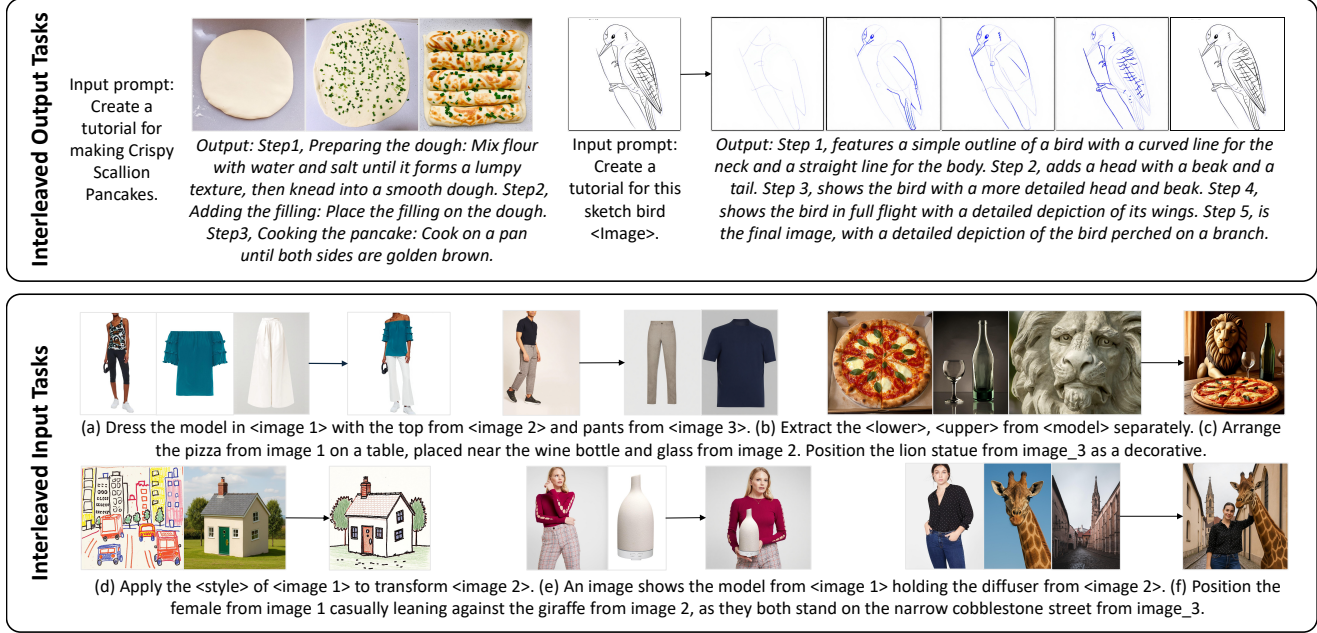 Interleaved Output Tasks
Input prompt:
Create a
tutorial for
making Crispy
Scallion
Pancakes.
Output: Step1, Preparing the dough: Mix flour
with water and salt until it forms a lumpy
texture, then knead into a smooth dough. Step2,
Adding the filling: Place the filling on the dough.
Step3, Cooking the pancake: Cook on a pan
until both sides are golden brown.
Input prompt:
Create a
tutorial for this
sketch bird
<Image>.
Output: Step 1, features a simple outline of a bird with a curved line for the
neck and a straight line for the body. Step 2, adds a head with a beak and a
tail. Step 3, shows the bird with a more detailed head and beak. Step 4,
shows the bird in full flight with a detailed depiction of its wings. Step 5, is
the final image, with a detailed depiction of the bird perched on a branch.
Interleaved Input Tasks
(a) Dress the model in <image 1> with the top from <image 2> and pants from <image 3>. (b) Extract the <lower>, <upper> from <model> separately. (c) Arrange
the pizza from image 1 on a table, placed near the wine bottle and glass from image 2. Position the lion statue from image_3 as a decorative.
(d) Apply the <style> of <image 1> to transform <image 2>. (e) An image shows the model from <image 1> holding the diffuser from <image 2>. (f) Position the
female from image 1 casually leaning against the giraffe from image 2, as they both stand on the narrow cobblestone street from image_3.